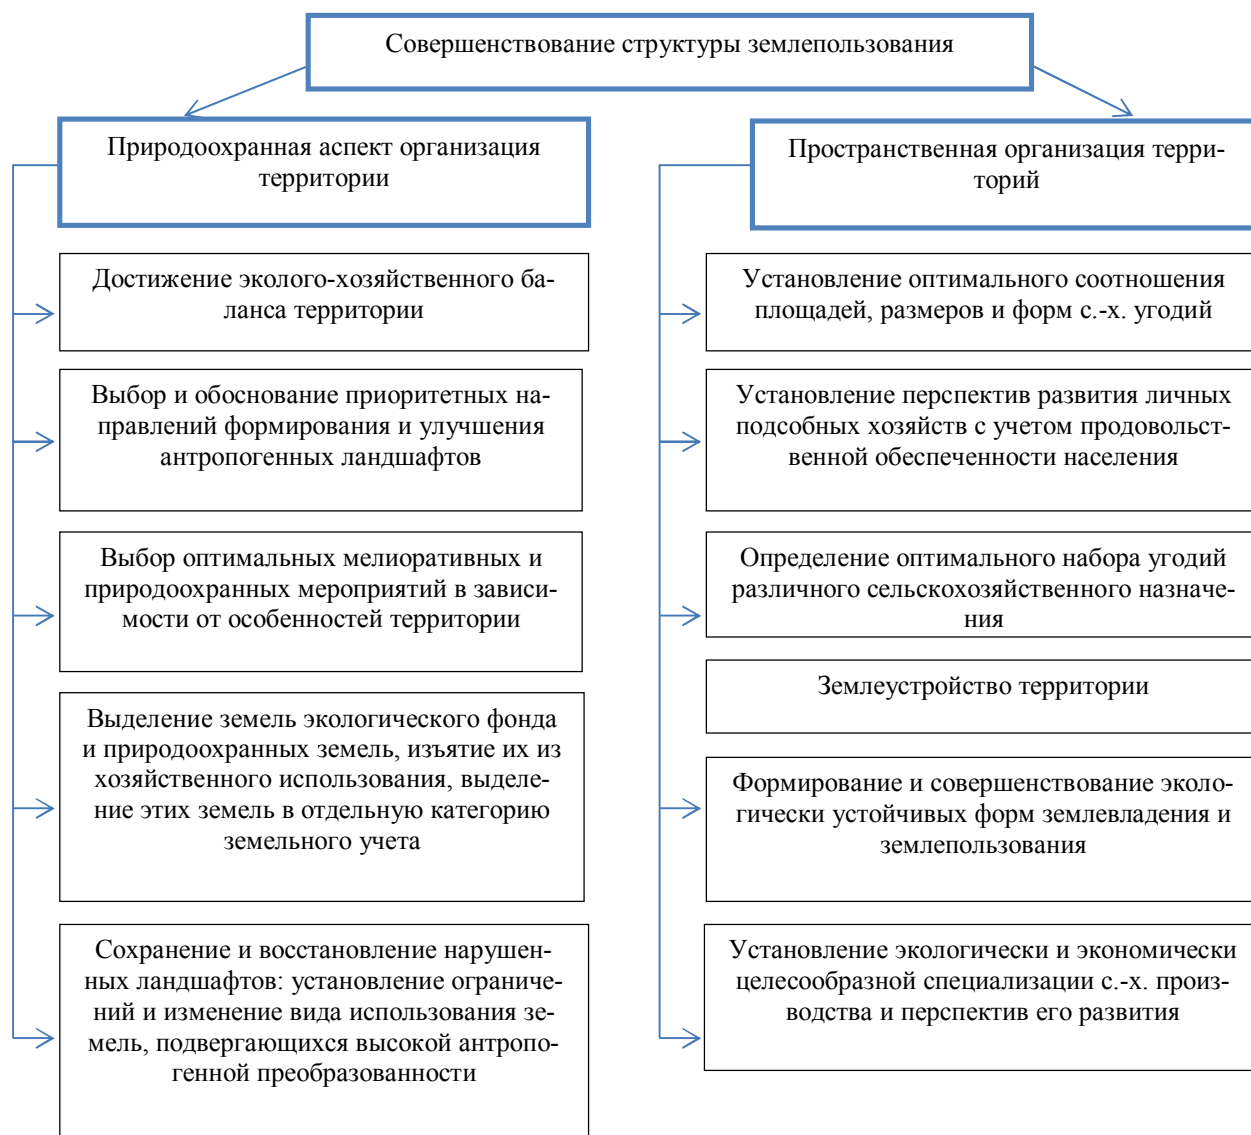 Совершенствование структуры землепользования
Природоохранная аспект организация
территории
Достижение эколого-хозяйственного ба-
ланса территории
Выбор и обоснование приоритетных на-
правлений формирования и улучшения
антропогенных ландшафтов
Выбор оптимальных мелиоративных и
природоохранных мероприятий в зависи-
мости от особенностей территории
Выделение земель экологического фонда
и природоохранных земель, изъятие их из
хозяйственного использования, выделе-
ние этих земель в отдельную категорию
земельного учета
Сохранение и восстановление нарушен-
ных ландшафтов: установление ограниче-
ний и изменение вида использования зе-
мель, подвергающихся высокой антропо-
генной преобразованности
Пространственная организация терри-
торий
Установление оптимального соотношения
площадей, размеров и форм с.-х. угодий
Установление перспектив развития личных
подсобных хозяйств с учетом продовольст-
венной обеспеченности населения
Определение оптимального набора угодий
различного сельскохозяйственного назначе-
ния
Землеустройство территории
Формирование и совершенствование эколо-
гически устойчивых форм землевладения и
землепользования
Установление экологически и экономически
целесообразной специализации с.-х. произ-
водства и перспектив его развития